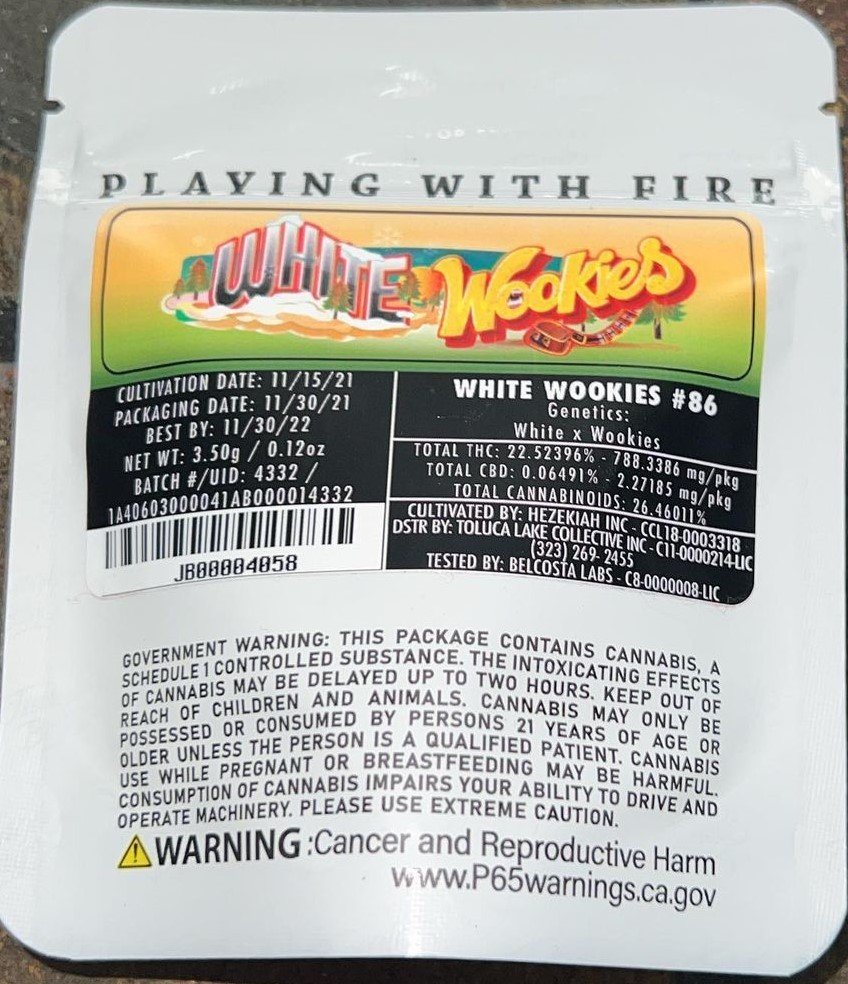 PLAYING WITH FIRE
WHITE Wookies
CULTIVATION DATE: 11/15/21
PACKAGING DATE: 11/30/21
BEST BY: 11/30/22
NET WT: 3.50g / 0.12oz
BATCH #/UID: 4332 /
1A40603000041AB000014332
JB00004058
WHITE WOOKIES #86
Genetics:
White x Wookies
TOTAL THC: 22.52396% - 788.3386 mg/pkg
TOTAL CBD: 0.06491% - 2.27185 mg/pkg
TOTAL CANNABINOIDS: 26.46011%
CULTIVATED BY: HEZEKIAH INC - CCL18-0003318
DSTR BY: TOLUCA LAKE COLLECTIVE INC - C11-0000214-LIC
(323) 269- 2455
TESTED BY: BELCOSTA LABS - C8-0000008-LIC
GOVERNMENT WARNING: THIS PACKAGE CONTAINS CANNABIS, A
SCHEDULE 1 CONTROLLED SUBSTANCE. THE INTOXICATING EFFECTS
OF CANNABIS MAY BE DELAYED UP TO TWO HOURS. KEEP OUT OF
REACH OF CHILDREN AND ANIMALS. CANNABIS MAY ONLY BE
POSSESSED OR CONSUMED BY PERSONS 21 YEARS OF AGE OR
OLDER UNLESS THE PERSON IS A QUALIFIED PATIENT. CANNABIS
USE WHILE PREGNANT OR BREASTFEEDING MAY BE HARMFUL.
CONSUMPTION OF CANNABIS IMPAIRS YOUR ABILITY TO DRIVE AND
OPERATE MACHINERY. PLEASE USE EXTREME CAUTION.
WARNING :Cancer and Reproductive Harm
www.P65warnings.ca.gov